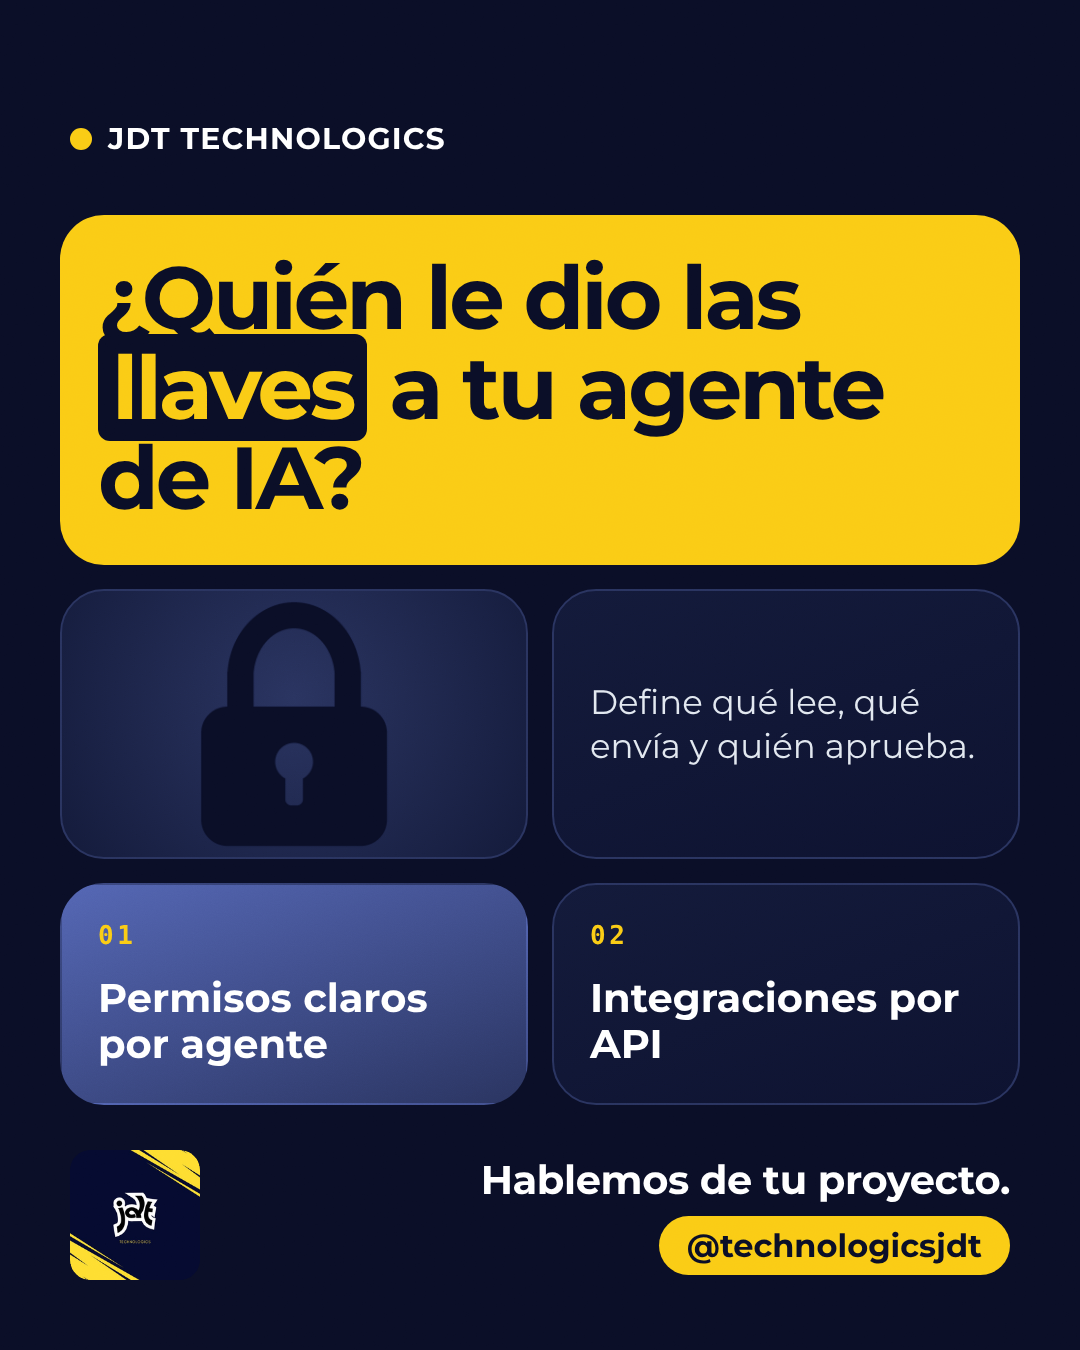 JDT TECHNOLOGICS
¿Quién le dio las
llaves a tu agente
de IA?
Define qué lee, qué
envía y quién aprueba.
01
Permisos claros
por agente
02
Integraciones por
API
jdt
TECHNOLOGICS
Hablemos de tu proyecto.
@technologicsjdt